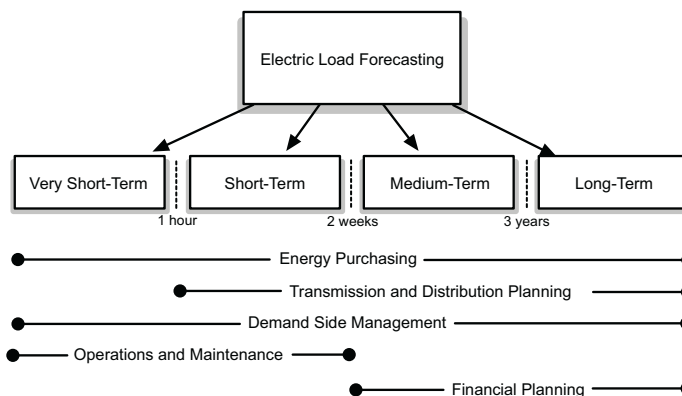 Electric Load Forecasting
Very Short-Term
Short-Term
Medium-Term
Long-Term
1 hour
2 weeks
3 years
Energy Purchasing
Transmission and Distribution Planning
Demand Side Management
Operations and Maintenance
Financial Planning